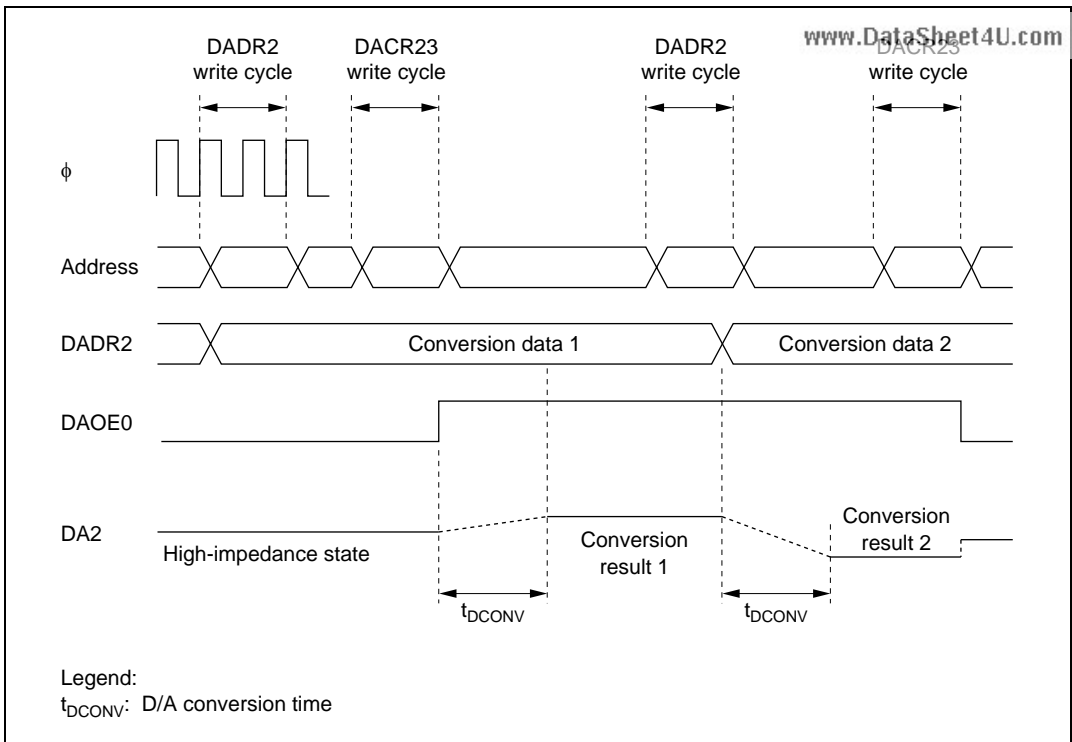 www.DataSheet4U.com
DADR2
write cycle
DACR23
write cycle
DADR2
write cycle
DACR23
write cycle
ϕ
Address
DADR2
Conversion data 1
Conversion data 2
DAOE0
DA2
High-impedance state
Conversion
result 1
Conversion
result 2
tDCONV
tDCONV
Legend:
tDCONV: D/A conversion time